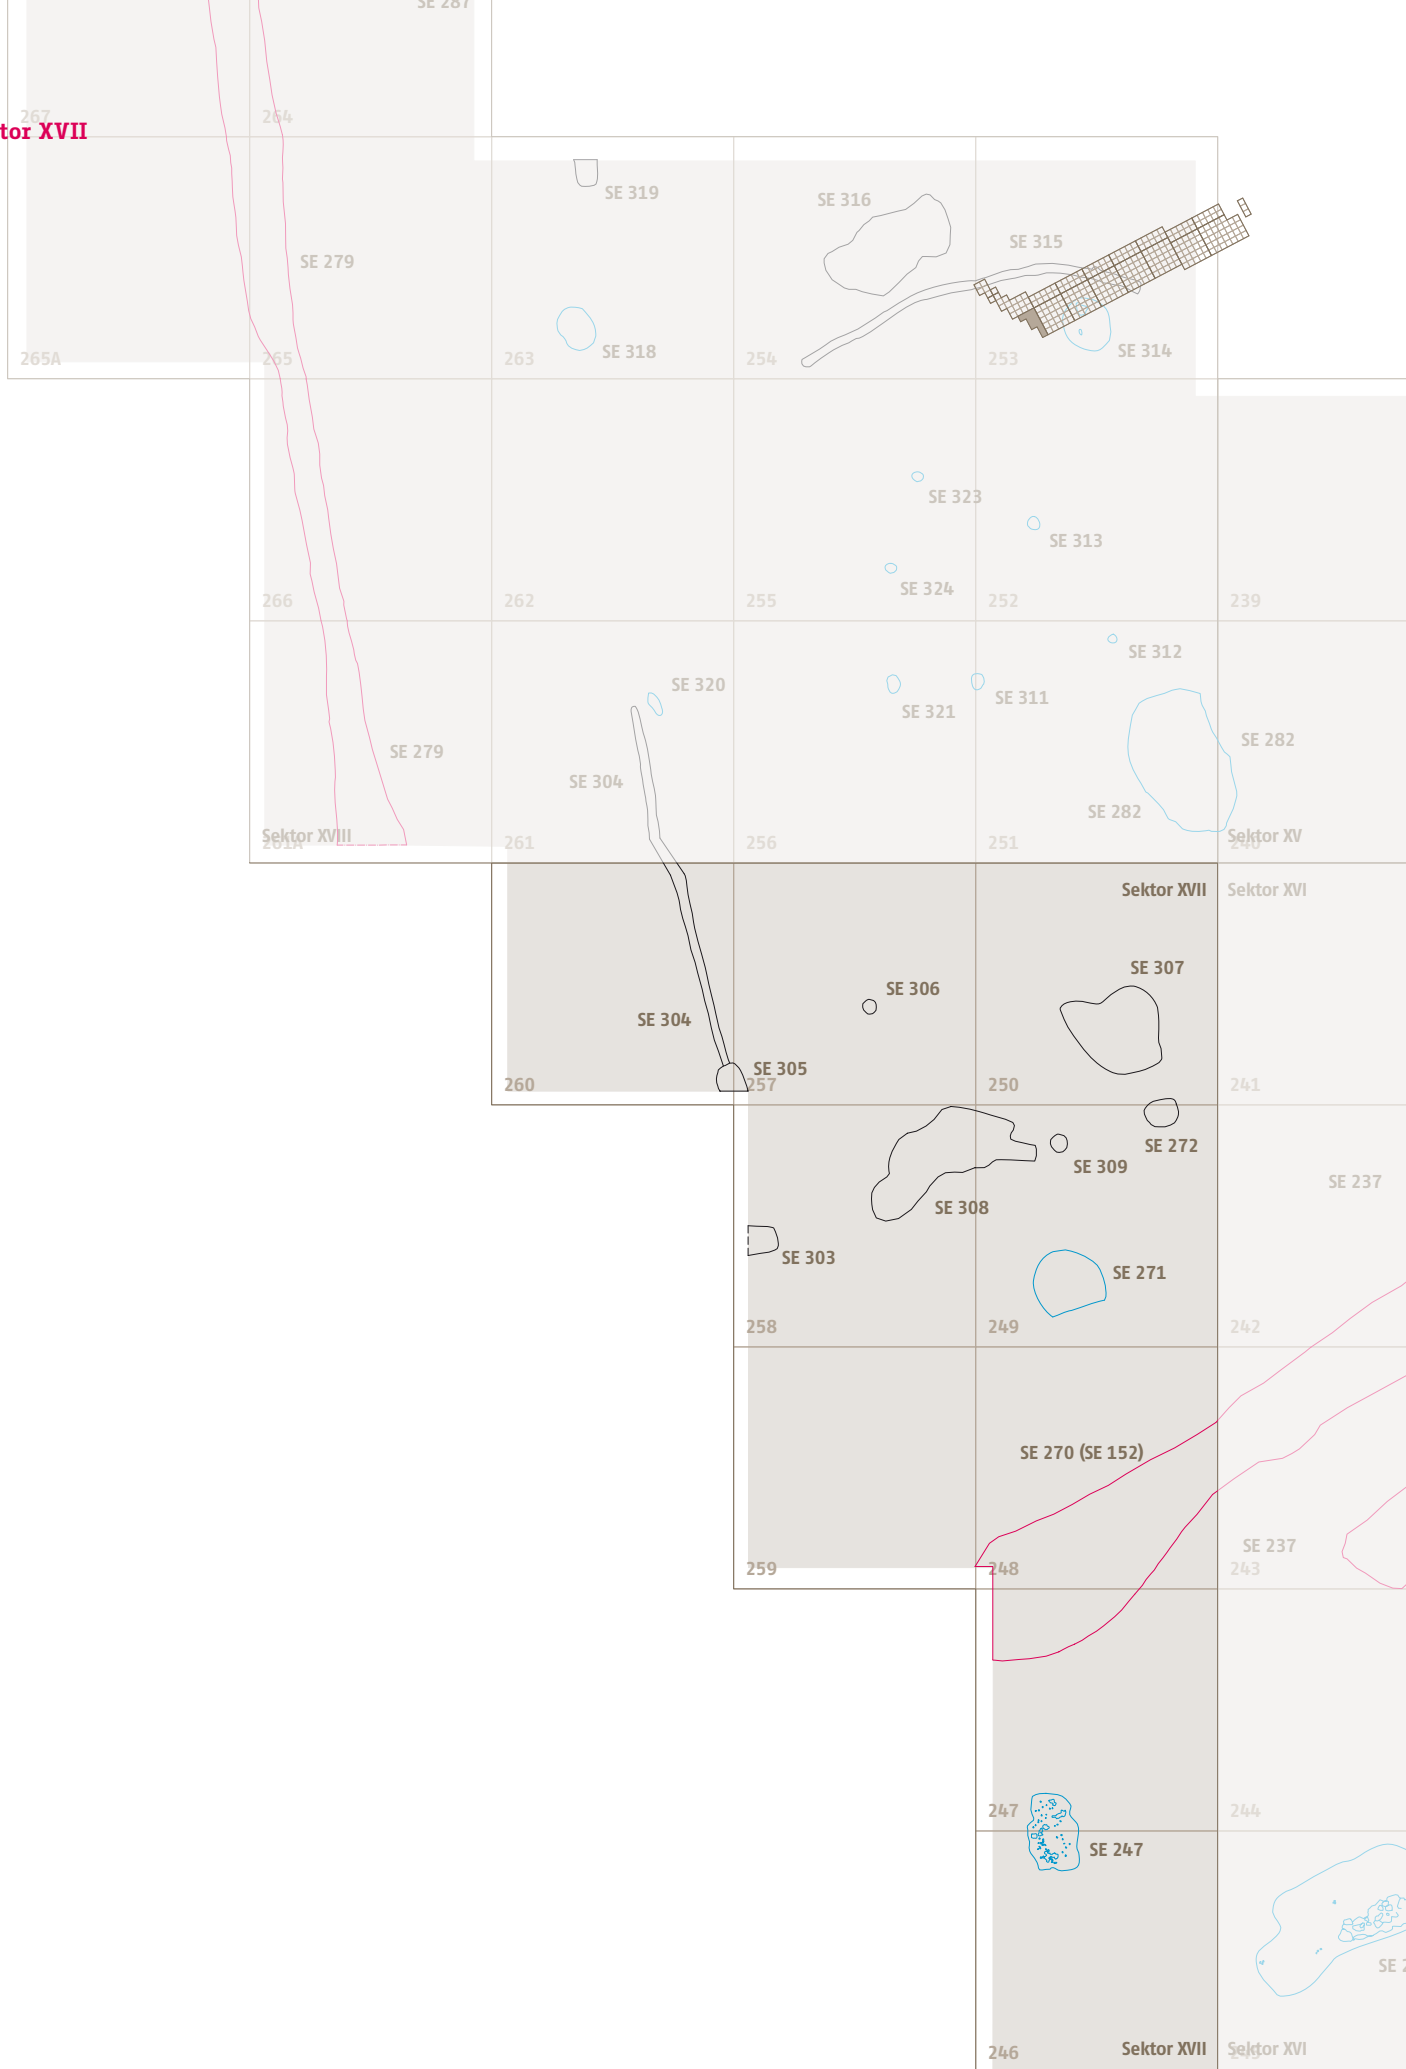 SE 287
267
264
tor XVII
SE 319
SE 316
SE 315
SE 279
SE 318
SE 314
265A
265
263
254
253
SE 323
SE 313
SE 324
266
262
255
252
239
SE 312
SE 320
SE 321
SE 311
SE 282
SE 279
SE 304
SE 282
Sektor XVIII
Sektor XV
261A
261
256
251
240
Sektor XVII
Sektor XVI
SE 307
SE 306
SE 304
SE 305
260
257
250
241
SE 272
SE 309
SE 237
SE 308
SE 303
SE 271
258
249
242
SE 270 (SE 152)
SE 237
259
248
243
247
244
SE 247
SE 2
246
Sektor XVII
Sektor XVI